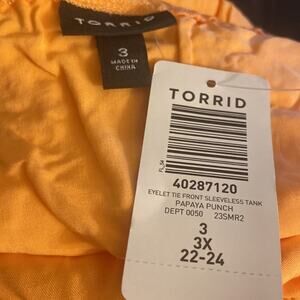 TORRID
3
MADE IN
CHINA
TORRID
FL_54
40287120
EYELET TIE FRONT SLEEVELESS TANK
PAPAYA PUNCH
DEPT 0050 23SMR2
3
3X
22-24